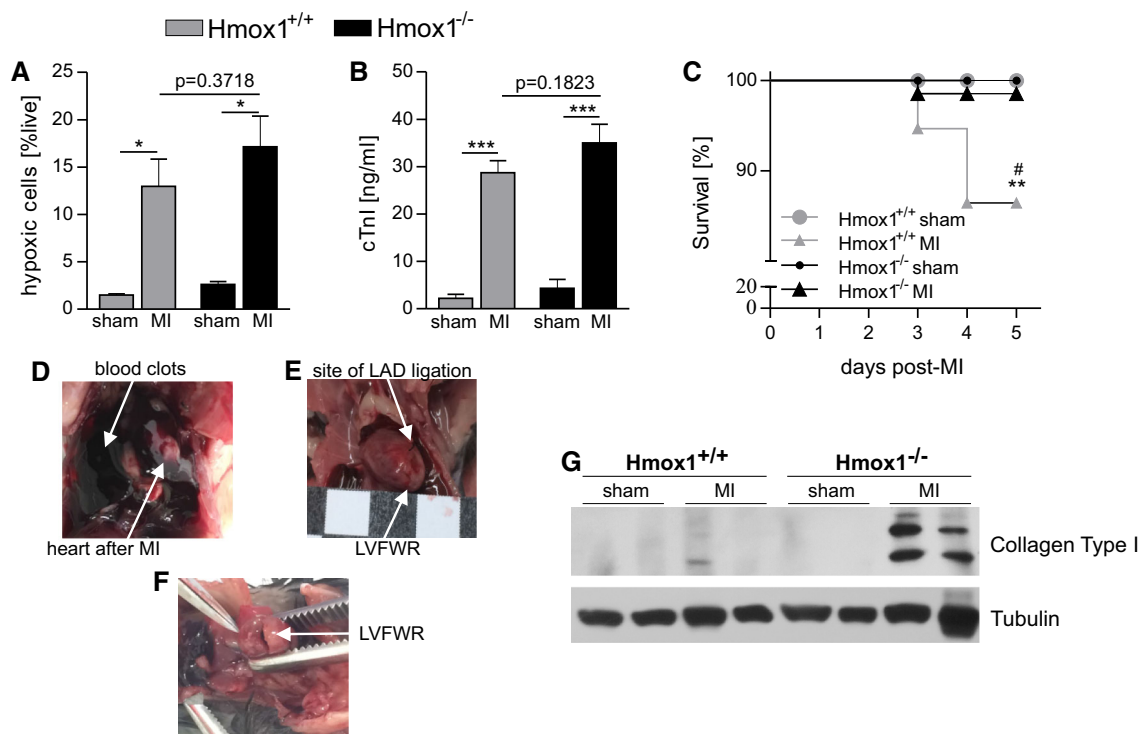 Hmox1+/+ Hmox1-/-
A
25
20
15
10
5
0
hypoxic cells [%live]
p=0.3718
*
*
sham MI sham MI
B
50
40
30
20
10
0
cTnI [ng/ml]
p=0.1823
***
***
sham MI sham MI
C
100
90
20
0
Survival [%]
#
**
Hmox1+/+ sham
Hmox1+/+ MI
Hmox1-/- sham
Hmox1-/- MI
0 1 2 3 4 5
days post-MI
D
blood clots
heart after MI
E
site of LAD ligation
LVFWR
F
LVFWR
G
Hmox1+/+ Hmox1-/-
sham MI sham MI
Collagen Type I
Tubulin